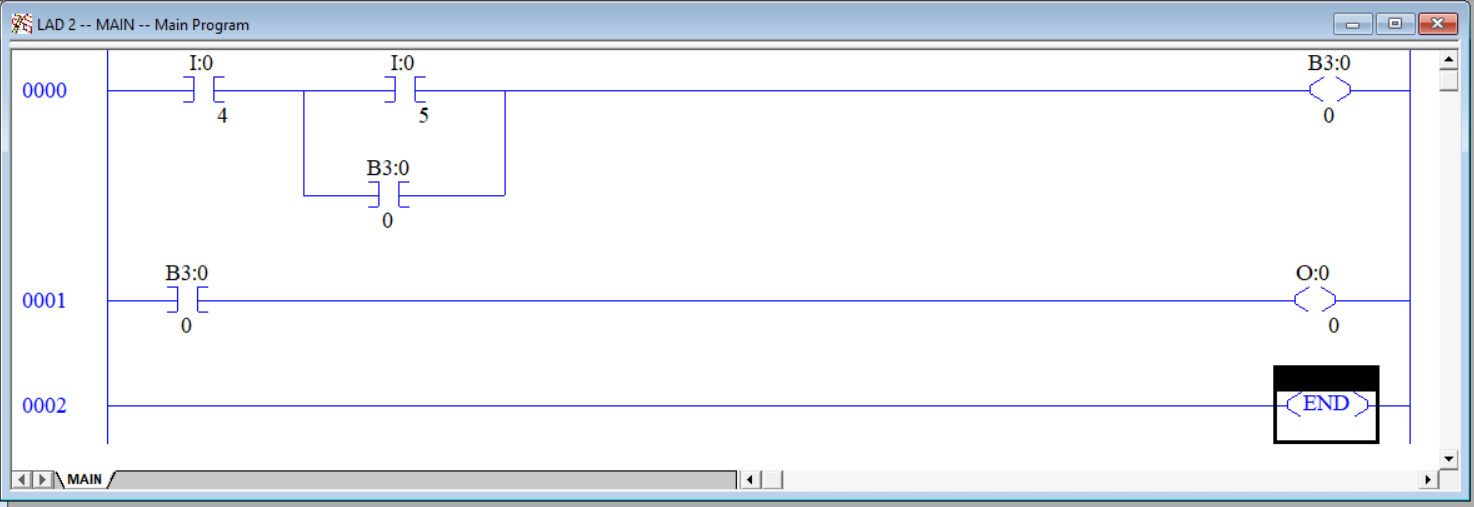 LAD 2 -- MAIN -- Main Program
I:0 I:0 B3:0
0000
4 5 0
B3:0
0
B3:0 O:0
0001
0 0
0002 END
MAIN